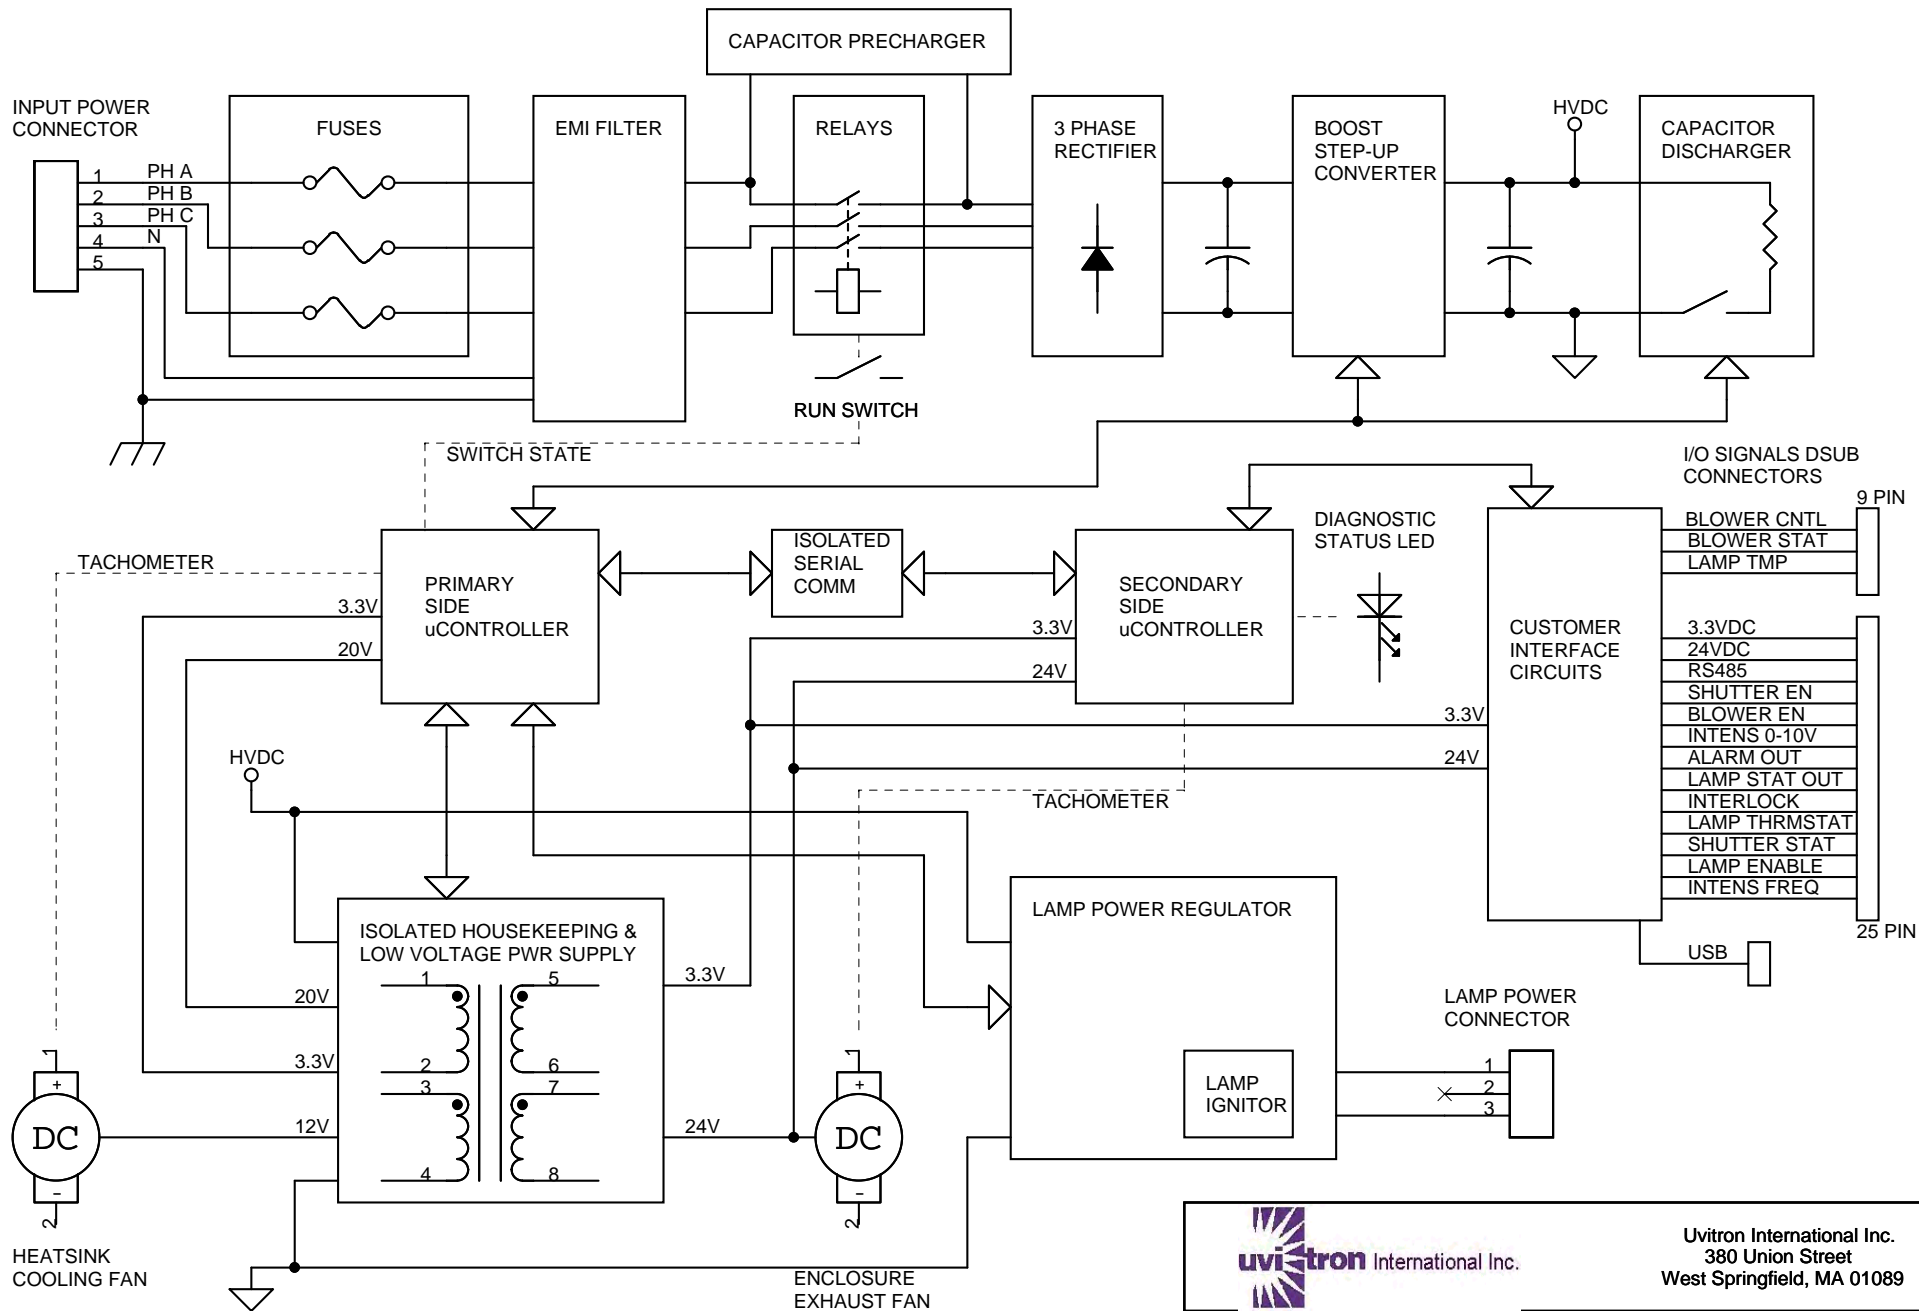 CAPACITOR PRECHARGER
INPUT POWER
CONNECTOR
FUSES
EMI FILTER
RELAYS
3 PHASE
RECTIFIER
BOOST
STEP-UP
CONVERTER
HVDC
CAPACITOR
DISCHARGER
1 PH A
2 PH B
3 PH C
4 N
5
RUN SWITCH
SWITCH STATE
I/O SIGNALS DSUB
CONNECTORS
9 PIN
TACHOMETER
3.3V
20V
PRIMARY
SIDE
uCONTROLLER
ISOLATED
SERIAL
COMM
3.3V
24V
SECONDARY
SIDE
uCONTROLLER
DIAGNOSTIC
STATUS LED
CUSTOMER
INTERFACE
CIRCUITS
3.3V
24V
BLOWER CNTL
BLOWER STAT
LAMP TMP
3.3VDC
24VDC
RS485
SHUTTER EN
BLOWER EN
INTENS 0-10V
ALARM OUT
LAMP STAT OUT
INTERLOCK
LAMP THRMSTAT
SHUTTER STAT
LAMP ENABLE
INTENS FREQ
25 PIN
USB
HVDC
TACHOMETER
ISOLATED HOUSEKEEPING &
LOW VOLTAGE PWR SUPPLY
20V
3.3V
12V
1
2
3
4
5
6
7
8
3.3V
24V
LAMP POWER REGULATOR
LAMP
IGNITOR
LAMP POWER
CONNECTOR
1
2
3
1
+
DC
-
2
HEATSINK
COOLING FAN
1
+
DC
-
2
ENCLOSURE
EXHAUST FAN
uvitron International Inc.
Uvitron International Inc.
380 Union Street
West Springfield, MA 01089